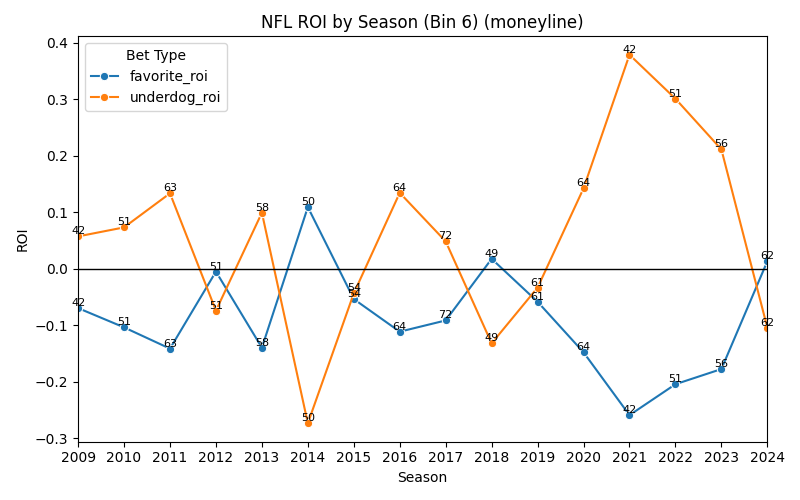 NFL ROI by Season (Bin 6) (moneyline)
Bet Type
favorite_roi
underdog_roi
ROI
0.4
0.3
0.2
0.1
0.0
−0.1
−0.2
−0.3
42 51 63 51 58 50 54 64 72 49 61 64 42 51 56 62
42 51 63 51 58 50 54 64 72 49 61 64 42 51 56 62
2009 2010 2011 2012 2013 2014 2015 2016 2017 2018 2019 2020 2021 2022 2023 2024
Season